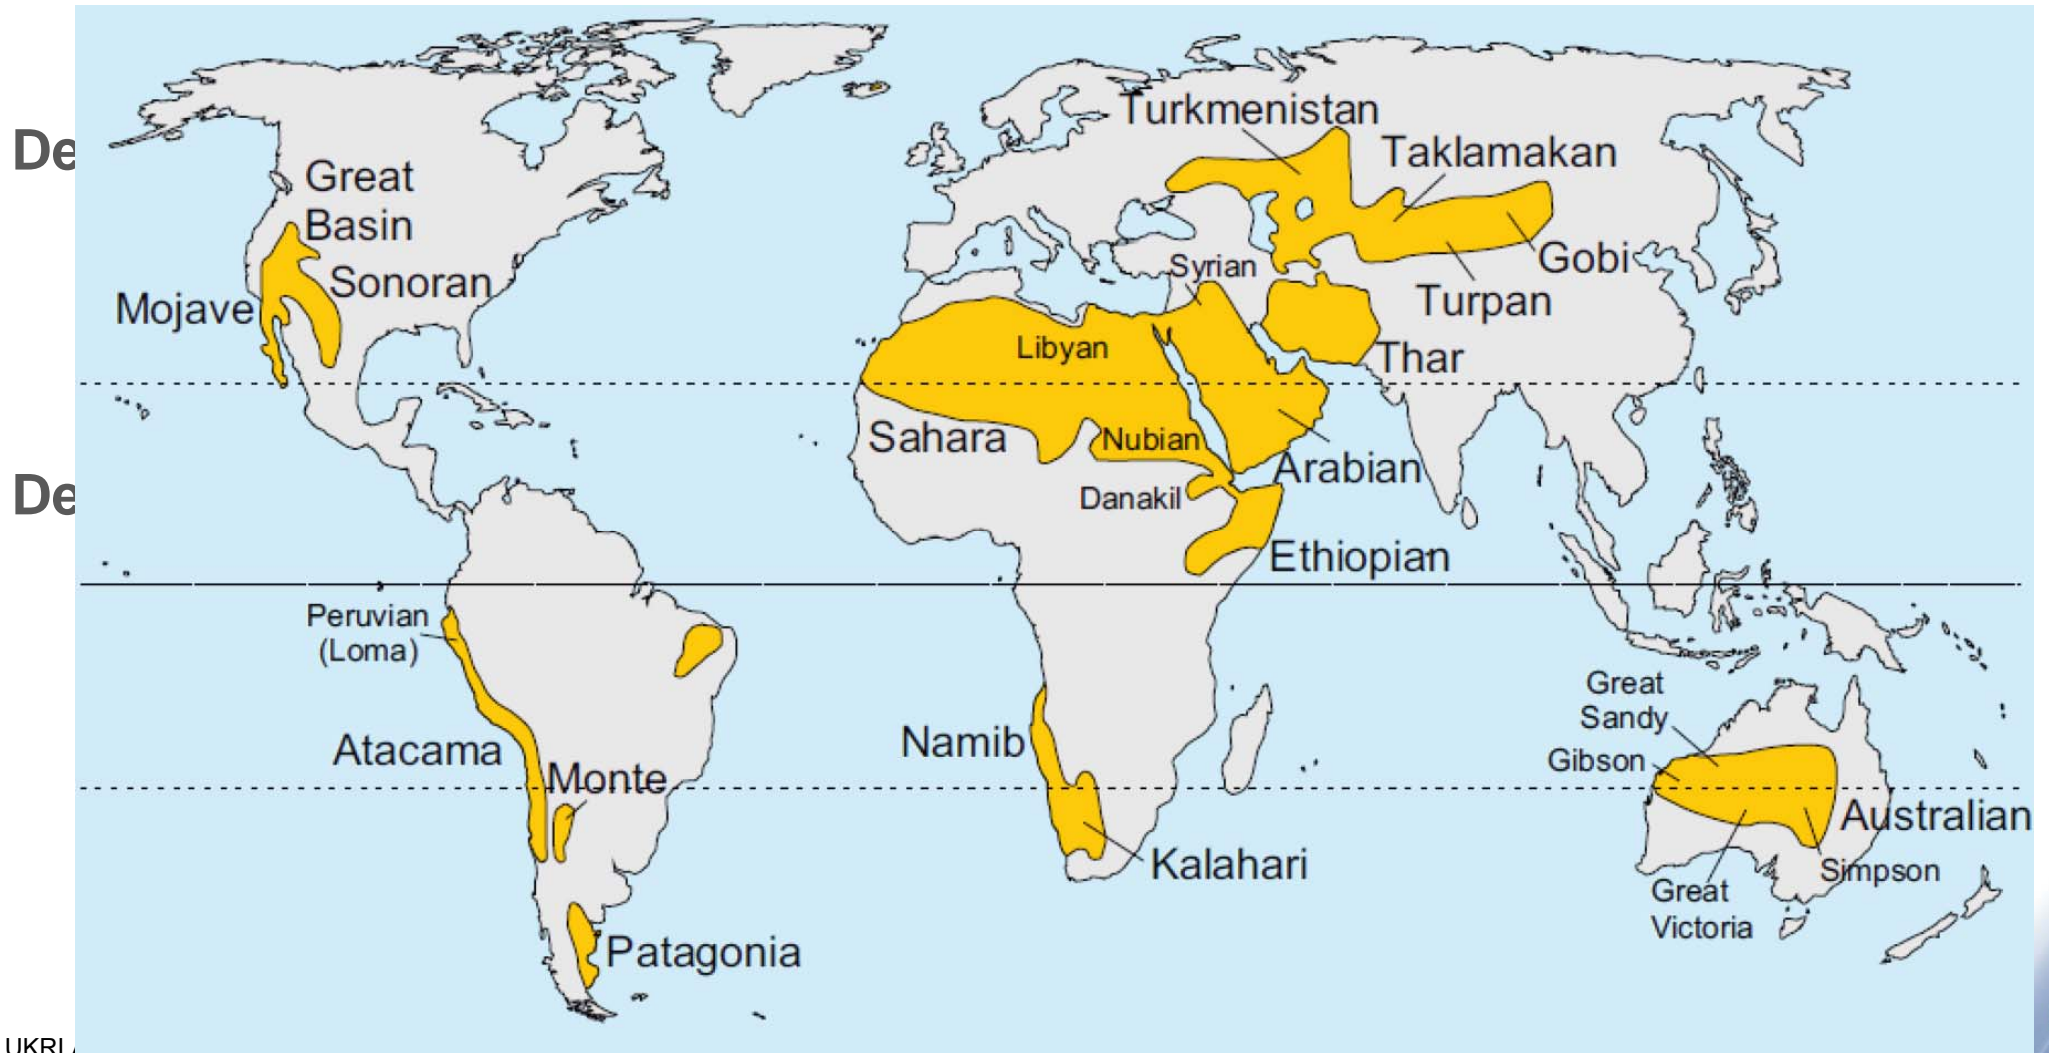 De
De
UKRI
Great
Basin
Sonoran
Mojave
Turkmenistan
Taklamakan
Gobi
Turpan
Syrian
Thar
Libyan
Sahara
Nubian
Arabian
Danakil
Ethiopian
Peruvian
(Loma)
Atacama
Monte
Patagonia
Namib
Kalahari
Great
Sandy
Gibson
Australian
Simpson
Great
Victoria